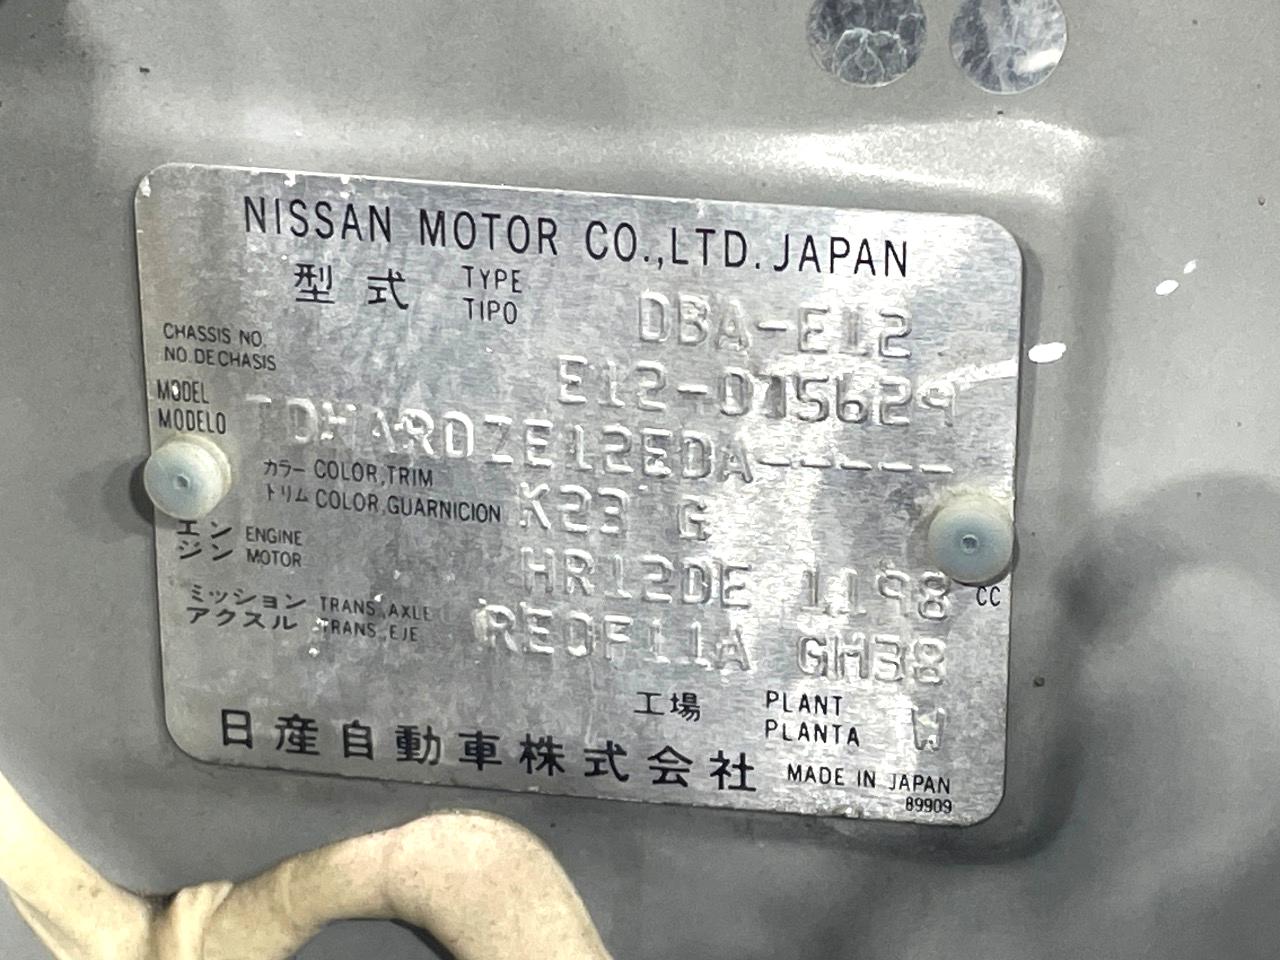 NISSAN MOTOR CO.,LTD. JAPAN
型式 TYPE TIPO DBA-E12
CHASSIS NO.
NO. DE CHASIS E12-075629
MODEL
MODELO TDHARDZE12EDA-----
カラー COLOR,TRIM
トリム COLOR,GUARNICION K23 G
エンジン ENGINE MOTOR HR12DE 1198 CC
ミッション TRANS.,AXLE
アクスル TRANS.,EJE RE0F11A GH38
工場 PLANT PLANTA W
日産自動車株式会社 MADE IN JAPAN
89909